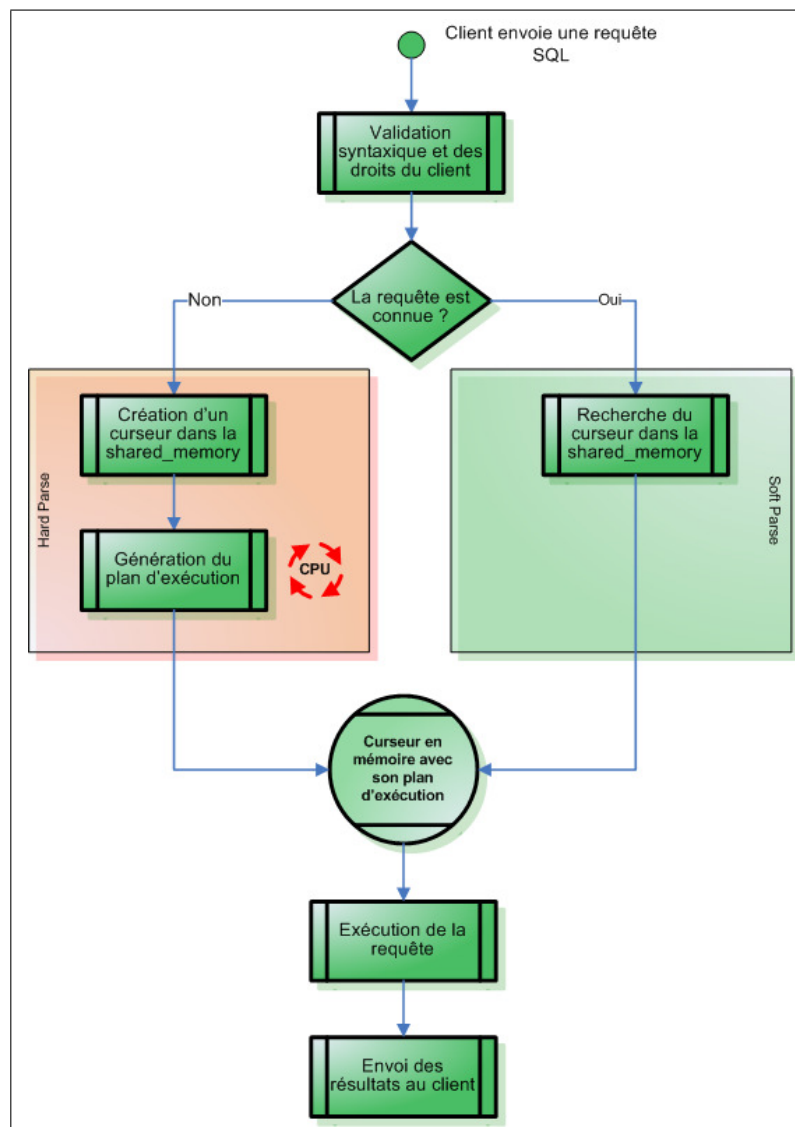 Client envoie une requête
SQL
Validation
syntaxique et des
droits du client
La requête est
connue ?
Non
Oui
Création d'un
curseur dans la
shared_memory
Hard Parse
Génération du
plan d'exécution
CPU
Recherche du
curseur dans la
shared_memory
Soft Parse
Curseur en
mémoire avec
son plan
d'exécution
Exécution de la
requête
Envoi des
résultats au client